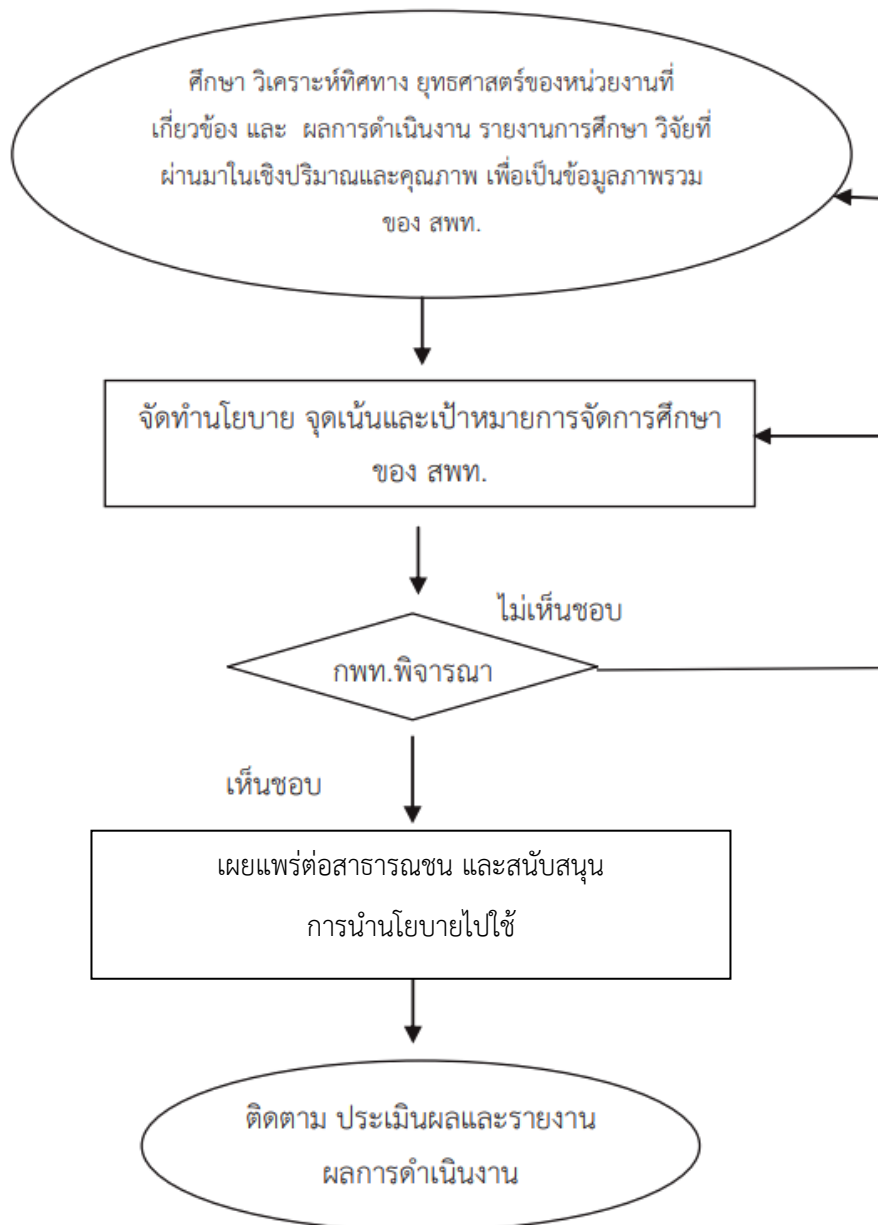 ศึกษา วิเคราะห์ทิศทาง ยุทธศาสตร์ของหน่วยงานที่
เกี่ยวข้อง และ ผลการดำเนินงาน รายงานการศึกษา วิจัยที่
ผ่านมาในเชิงปริมาณและคุณภาพ เพื่อเป็นข้อมูลภาพรวม
ของ สพท.
จัดทำนโยบาย จุดเน้นและเป้าหมายการจัดการศึกษา
ของ สพท.
ไม่เห็นชอบ
กพท.พิจารณา
เห็นชอบ
เผยแพร่ต่อสาธารณชน และสนับสนุน
การนำนโยบายไปใช้
ติดตาม ประเมินผลและรายงาน
ผลการดำเนินงาน